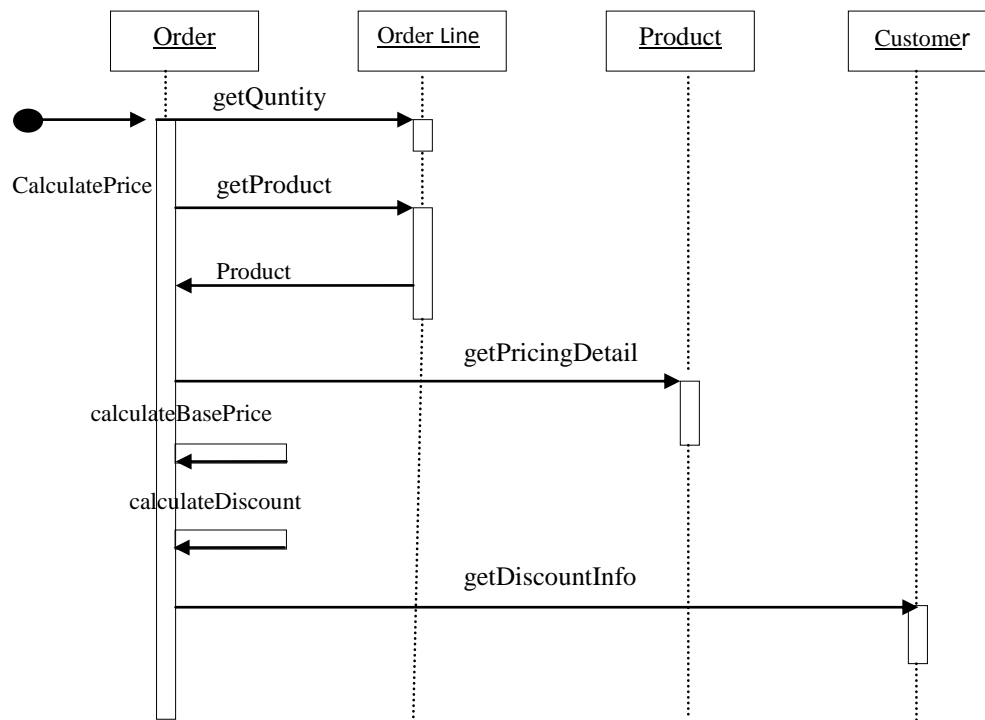 Order
Order Line
Product
Customer
getQuntity
CalculatePrice
getProduct
Product
getPricingDetail
calculateBasePrice
calculateDiscount
getDiscountInfo